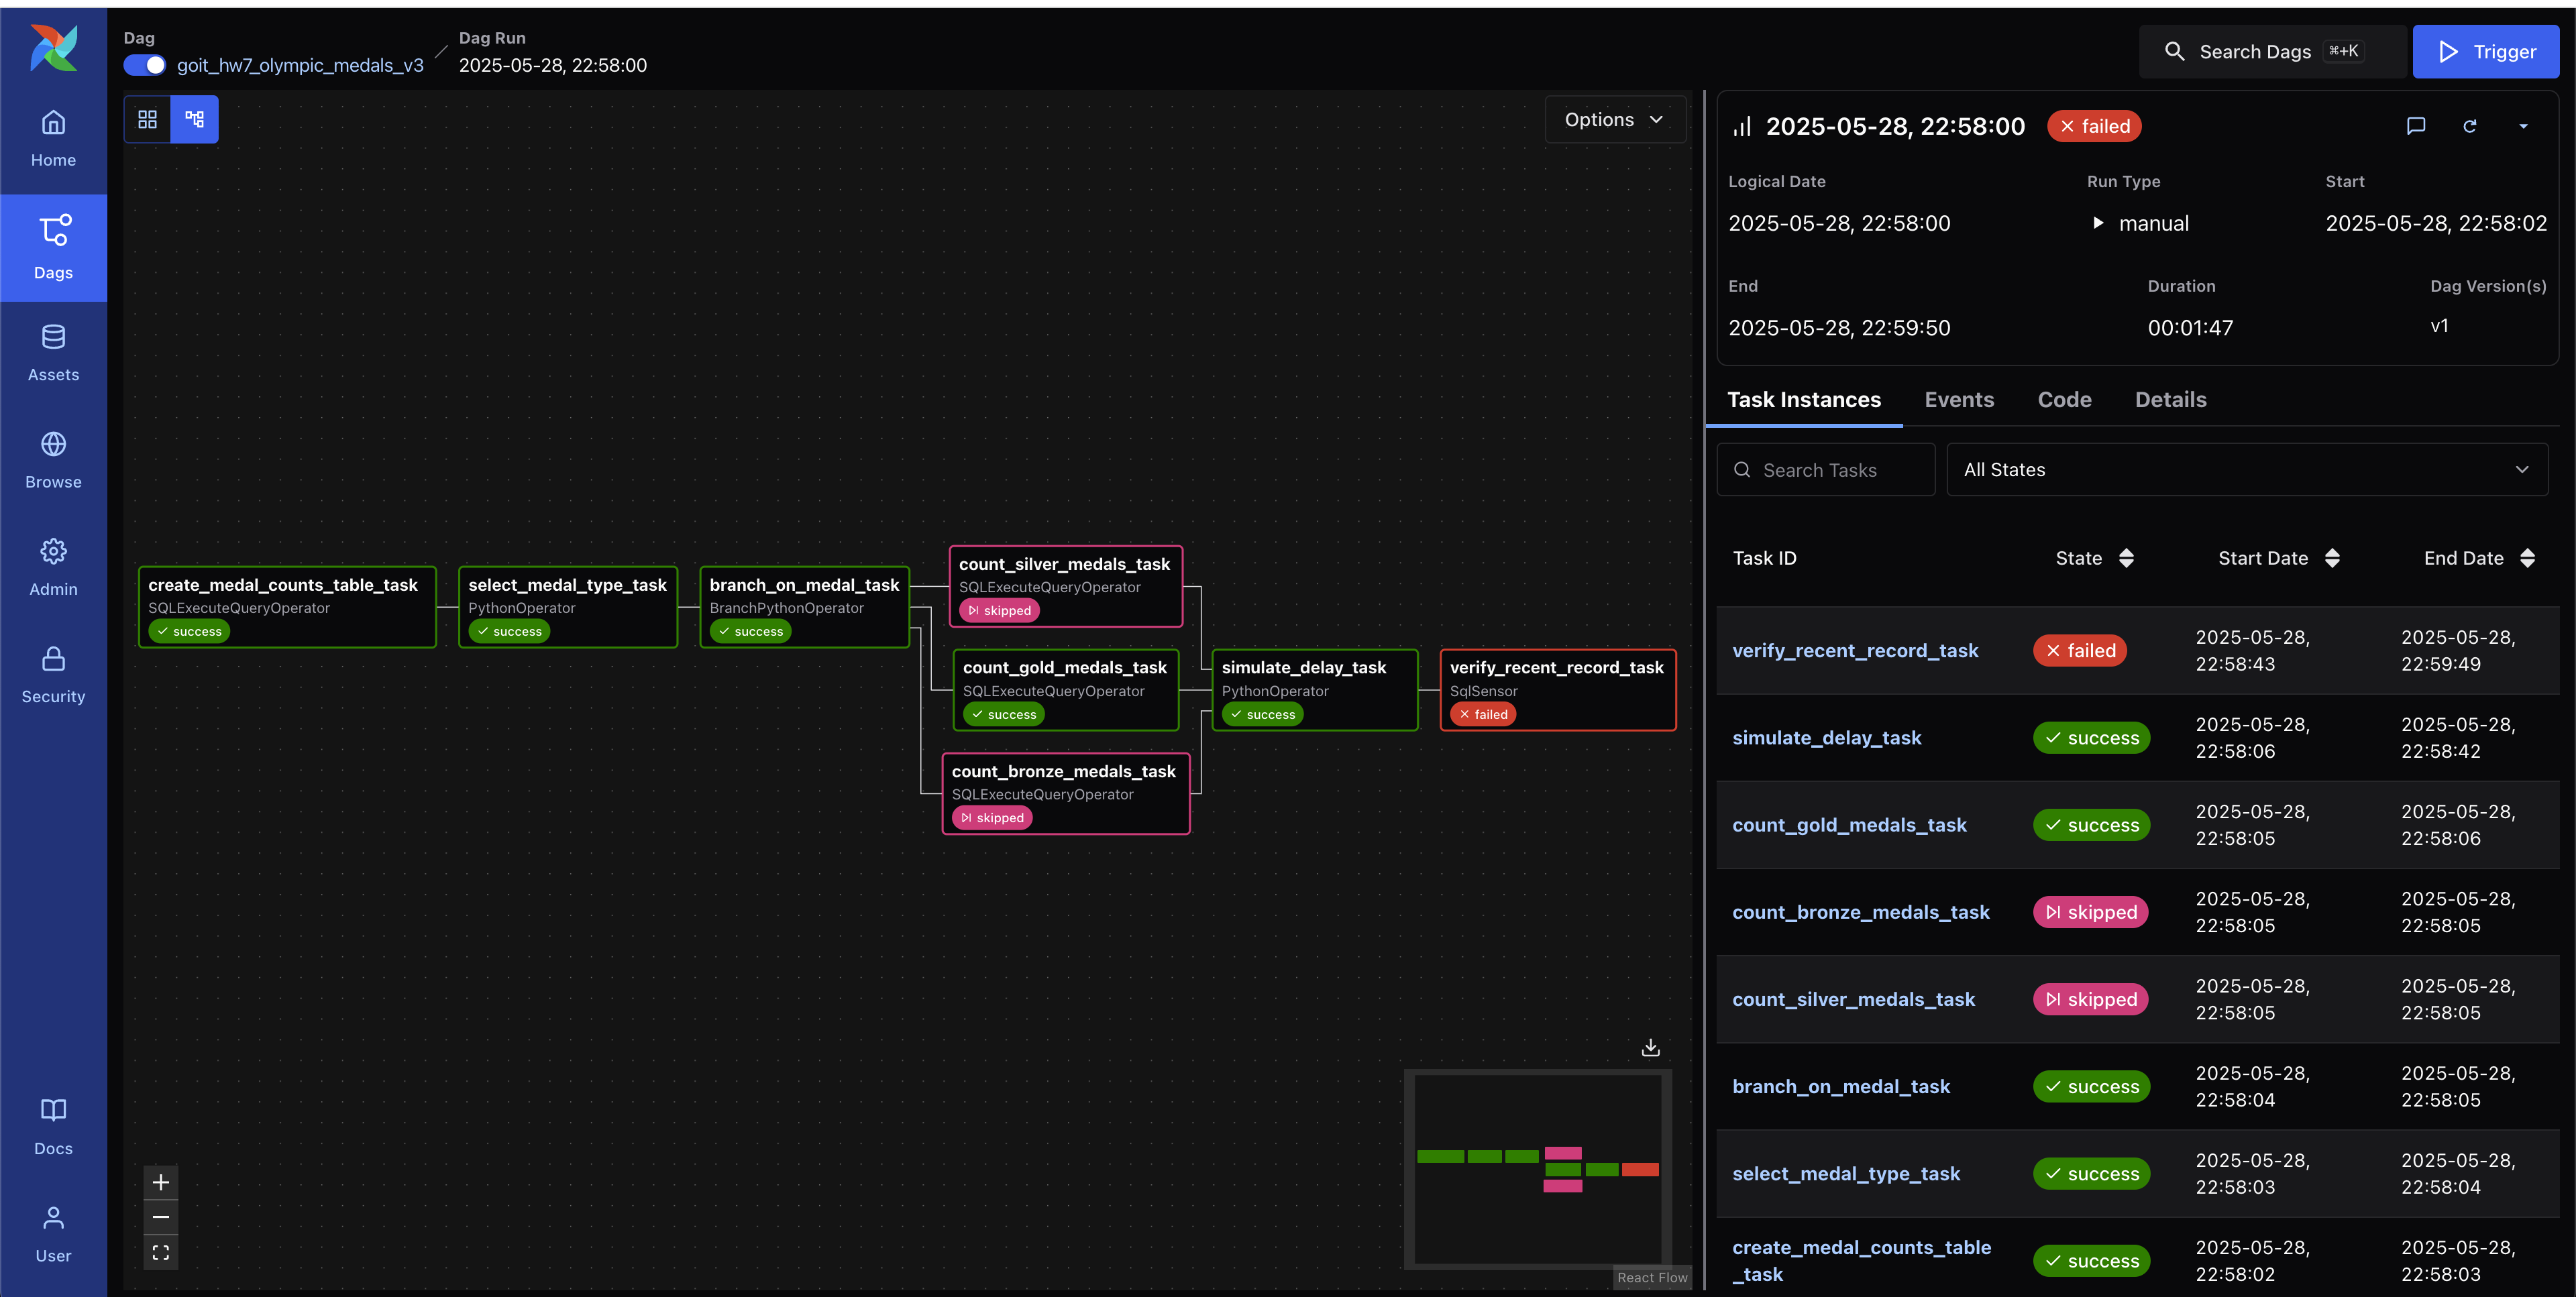 Dag
goit_hw7_olympic_medals_v3
Dag Run
2025-05-28, 22:58:00
Search Dags ⌘+K
Trigger
Home
Dags
Assets
Browse
Admin
Security
Docs
User
Options
create_medal_counts_table_task
SQLExecuteQueryOperator
success
select_medal_type_task
PythonOperator
success
branch_on_medal_task
BranchPythonOperator
success
count_silver_medals_task
SQLExecuteQueryOperator
skipped
count_gold_medals_task
SQLExecuteQueryOperator
success
count_bronze_medals_task
SQLExecuteQueryOperator
skipped
simulate_delay_task
PythonOperator
success
verify_recent_record_task
SqlSensor
failed
React Flow
2025-05-28, 22:58:00 failed
Logical Date Run Type Start
2025-05-28, 22:58:00 manual 2025-05-28, 22:58:02
End Duration Dag Version(s)
2025-05-28, 22:59:50 00:01:47 v1
Task Instances Events Code Details
Search Tasks All States
Task ID State Start Date End Date
verify_recent_record_task failed
2025-05-28,
22:58:43
2025-05-28,
22:59:49
simulate_delay_task success
2025-05-28,
22:58:06
2025-05-28,
22:58:42
count_gold_medals_task success
2025-05-28,
22:58:05
2025-05-28,
22:58:06
count_bronze_medals_task skipped
2025-05-28,
22:58:05
2025-05-28,
22:58:05
count_silver_medals_task skipped
2025-05-28,
22:58:05
2025-05-28,
22:58:05
branch_on_medal_task success
2025-05-28,
22:58:04
2025-05-28,
22:58:05
select_medal_type_task success
2025-05-28,
22:58:03
2025-05-28,
22:58:04
create_medal_counts_table
_task
success
2025-05-28,
22:58:02
2025-05-28,
22:58:03